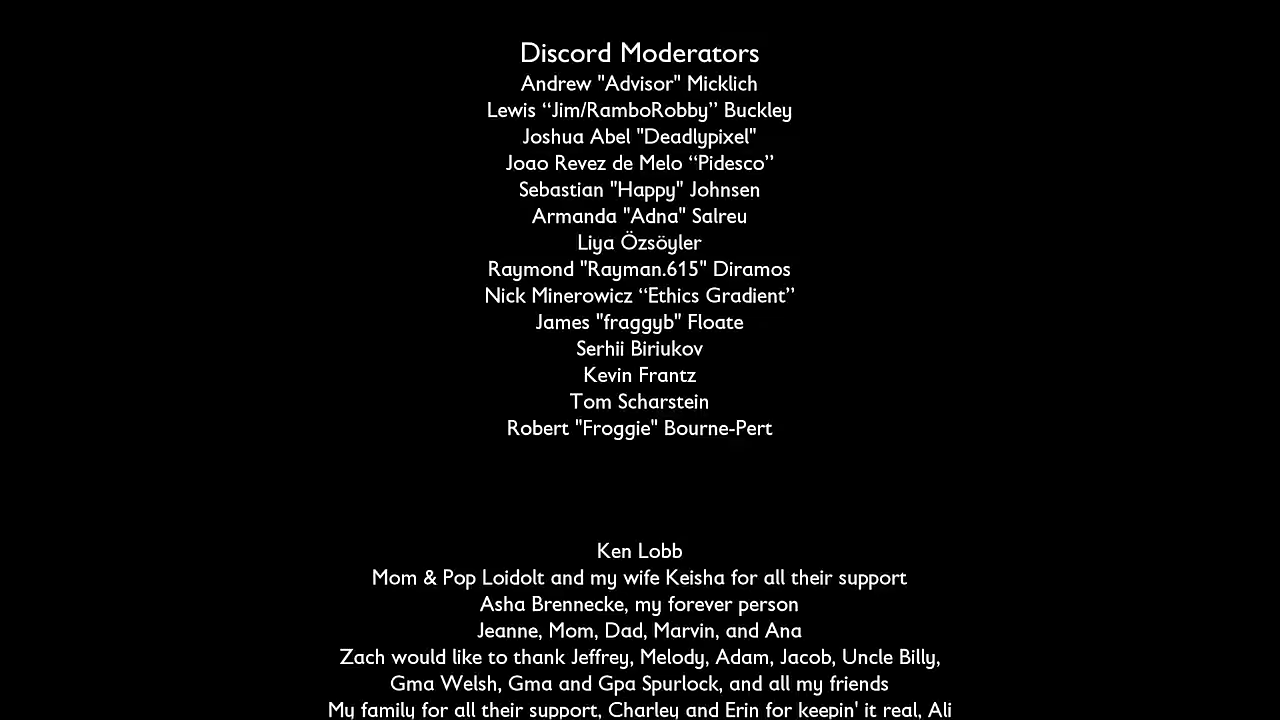 Discord Moderators
Andrew "Advisor" Micklich
Lewis “Jim/RamboRobby” Buckley
Joshua Abel "Deadlypixel"
Joao Revez de Melo “Pidesco”
Sebastian "Happy" Johnsen
Armanda "Adna" Salreu
Liya Özsöyler
Raymond "Rayman.615" Diramos
Nick Minerowicz “Ethics Gradient”
James "fraggyb" Floate
Serhii Biriukov
Kevin Frantz
Tom Scharstein
Robert "Froggie" Bourne-Pert
Ken Lobb
Mom & Pop Loidolt and my wife Keisha for all their support
Asha Brennecke, my forever person
Jeanne, Mom, Dad, Marvin, and Ana
Zach would like to thank Jeffrey, Melody, Adam, Jacob, Uncle Billy,
Gma Welsh, Gma and Gpa Spurlock, and all my friends
My family for all their support, Charley and Erin for keepin' it real, Ali